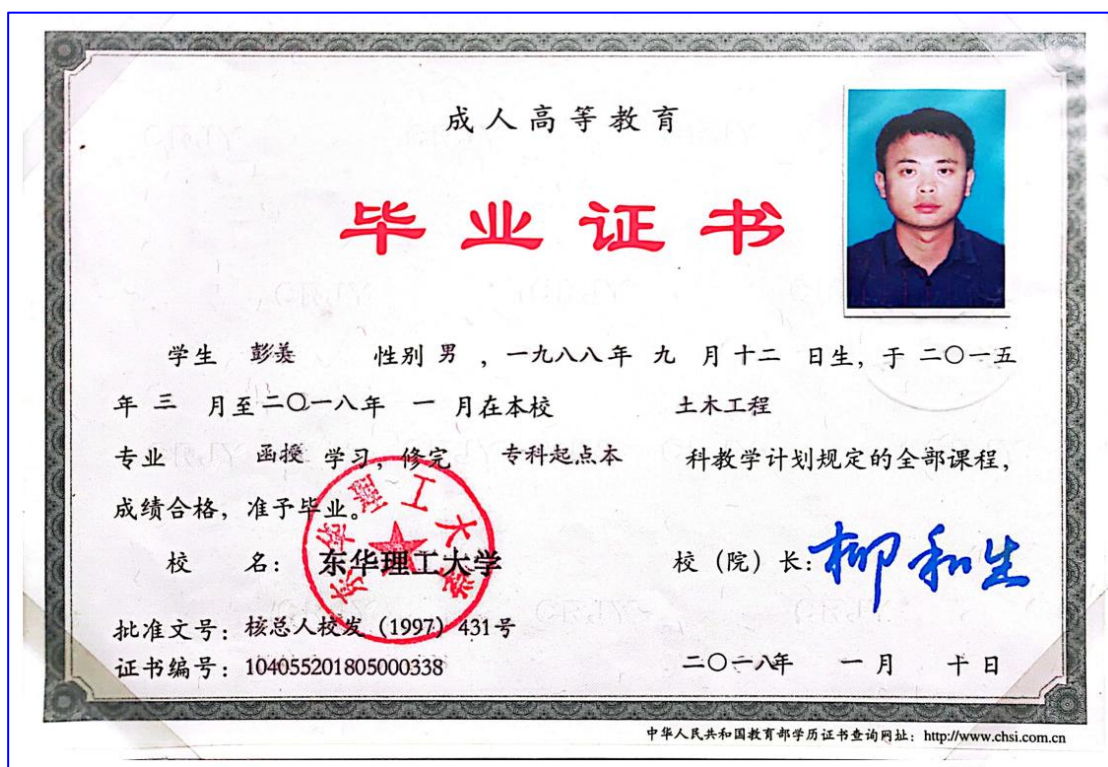 成人高等教育
毕业证书
学生 彭羕 性别 男 ，一九八八年 九 月十二 日生，于 二〇一五
年 三 月至二〇一八年 一 月在本校 土木工程
专业 函授 学习，修完 专科起点本 科教学计划规定的全部课程，
成绩合格，准予毕业。
东华理工大学
校 名： 东华理工大学 校（院）长：柳和生
批准文号：核总人校发（1997）431号
证书编号：104055201805000338 二〇一八年 一月 十日
中华人民共和国教育部学历证书查询网址：http://www.chsi.com.cn